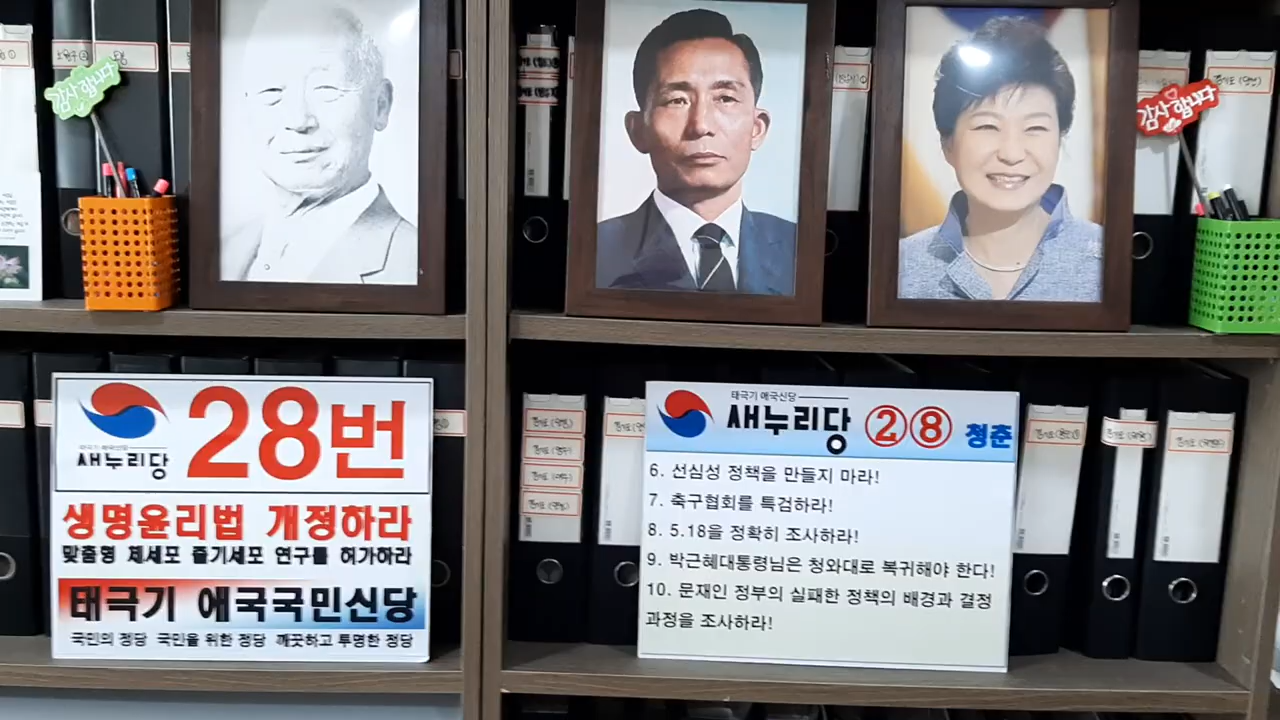 감사합니다
감사합니다
28번
태극기 애국신당
새누리당
생명윤리법 개정하라
맞춤형 체세포 줄기세포 연구를 허가하라
태극기 애국국민신당
국민의 정당 국민을 위한 정당 깨끗하고 투명한 정당
태극기 애국신당
새누리당 28 청춘
6. 선심성 정책을 만들지 마라!
7. 축구협회를 특검하라!
8. 5.18을 정확히 조사하라!
9. 박근혜대통령님은 청와대로 복귀해야 한다!
10. 문재인 정부의 실패한 정책의 배경과 결정
과정을 조사하라!